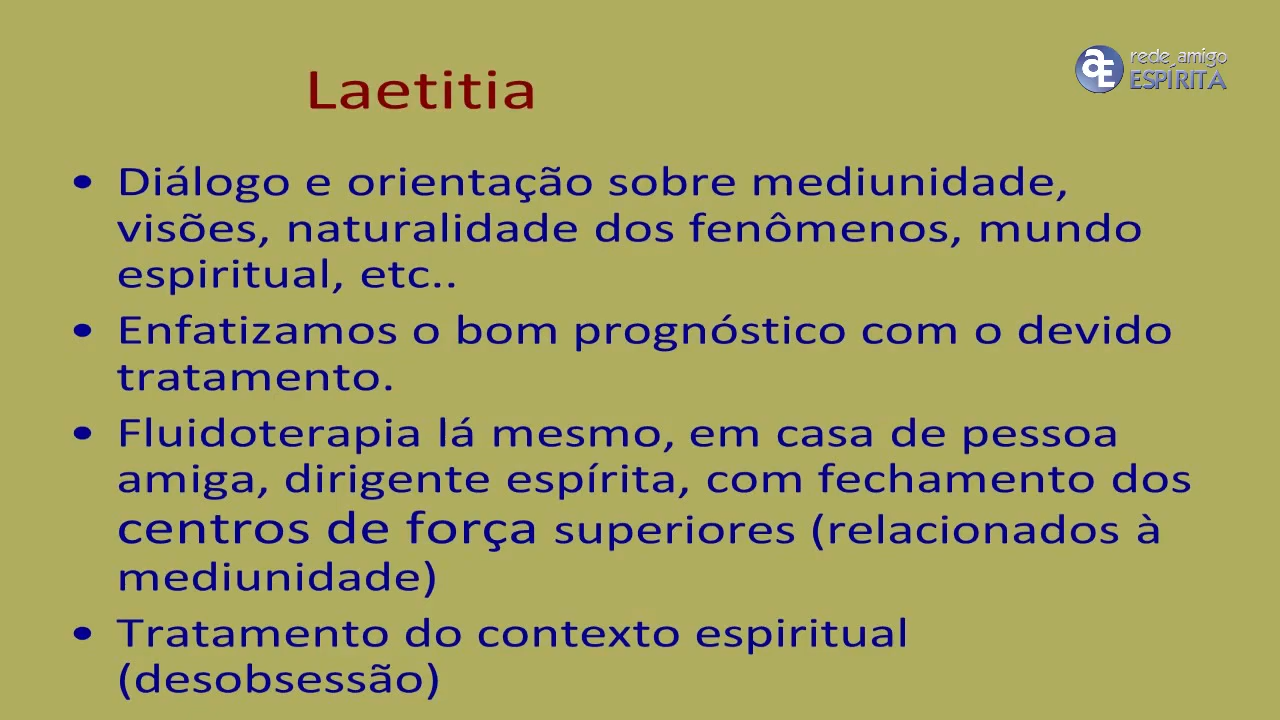 Laetitia
rede amigo
ESPÍRITA
• Diálogo e orientação sobre mediunidade,
visões, naturalidade dos fenômenos, mundo
espiritual, etc..
• Enfatizamos o bom prognóstico com o devido
tratamento.
• Fluidoterapia lá mesmo, em casa de pessoa
amiga, dirigente espírita, com fechamento dos
centros de força superiores (relacionados à
mediunidade)
• Tratamento do contexto espiritual
(desobsessão)